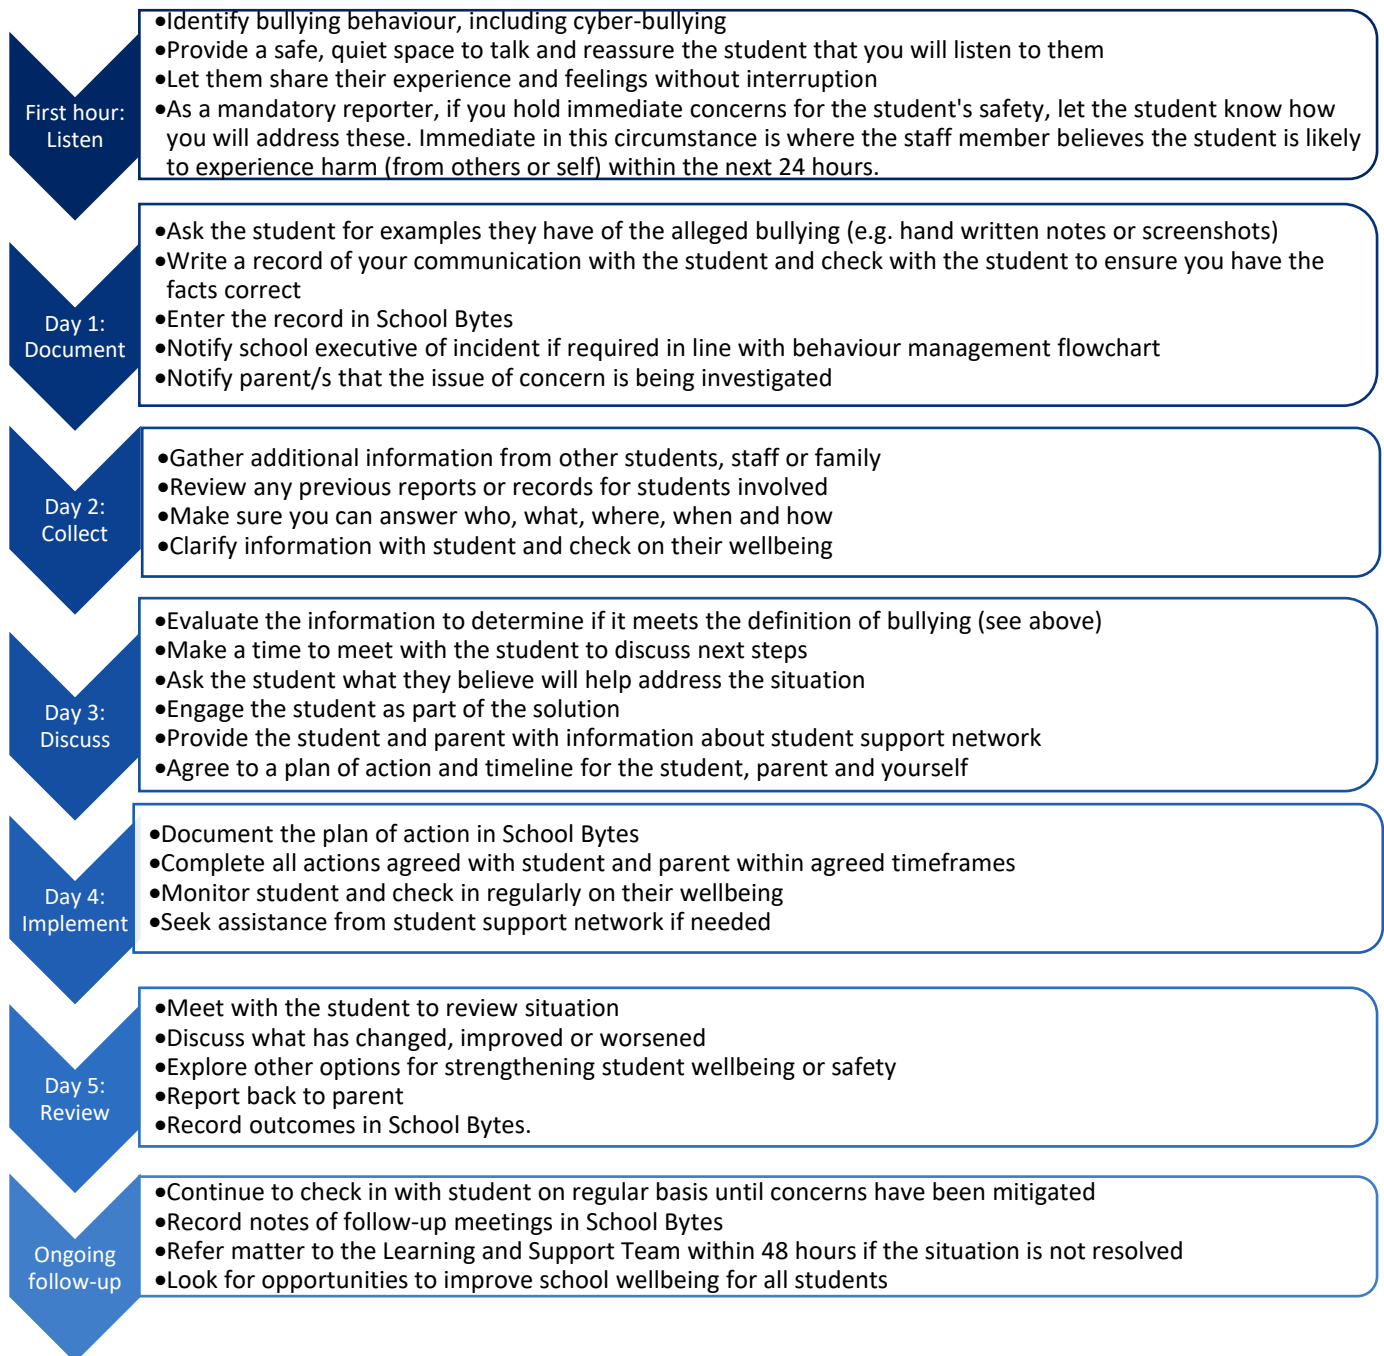 First hour:
Listen
•Identify bullying behaviour, including cyber-bullying
•Provide a safe, quiet space to talk and reassure the student that you will listen to them
•Let them share their experience and feelings without interruption
•As a mandatory reporter, if you hold immediate concerns for the student's safety, let the student know how
you will address these. Immediate in this circumstance is where the staff member believes the student is likely
to experience harm (from others or self) within the next 24 hours.
Day 1:
Document
•Ask the student for examples they have of the alleged bullying (e.g. hand written notes or screenshots)
•Write a record of your communication with the student and check with the student to ensure you have the
facts correct
•Enter the record in School Bytes
•Notify school executive of incident if required in line with behaviour management flowchart
•Notify parent/s that the issue of concern is being investigated
Day 2:
Collect
•Gather additional information from other students, staff or family
•Review any previous reports or records for students involved
•Make sure you can answer who, what, where, when and how
•Clarify information with student and check on their wellbeing
Day 3:
Discuss
•Evaluate the information to determine if it meets the definition of bullying (see above)
•Make a time to meet with the student to discuss next steps
•Ask the student what they believe will help address the situation
•Engage the student as part of the solution
•Provide the student and parent with information about student support network
•Agree to a plan of action and timeline for the student, parent and yourself
Day 4:
Implement
•Document the plan of action in School Bytes
•Complete all actions agreed with student and parent within agreed timeframes
•Monitor student and check in regularly on their wellbeing
•Seek assistance from student support network if needed
Day 5:
Review
•Meet with the student to review situation
•Discuss what has changed, improved or worsened
•Explore other options for strengthening student wellbeing or safety
•Report back to parent
•Record outcomes in School Bytes.
Ongoing
follow-up
•Continue to check in with student on regular basis until concerns have been mitigated
•Record notes of follow-up meetings in School Bytes
•Refer matter to the Learning and Support Team within 48 hours if the situation is not resolved
•Look for opportunities to improve school wellbeing for all students